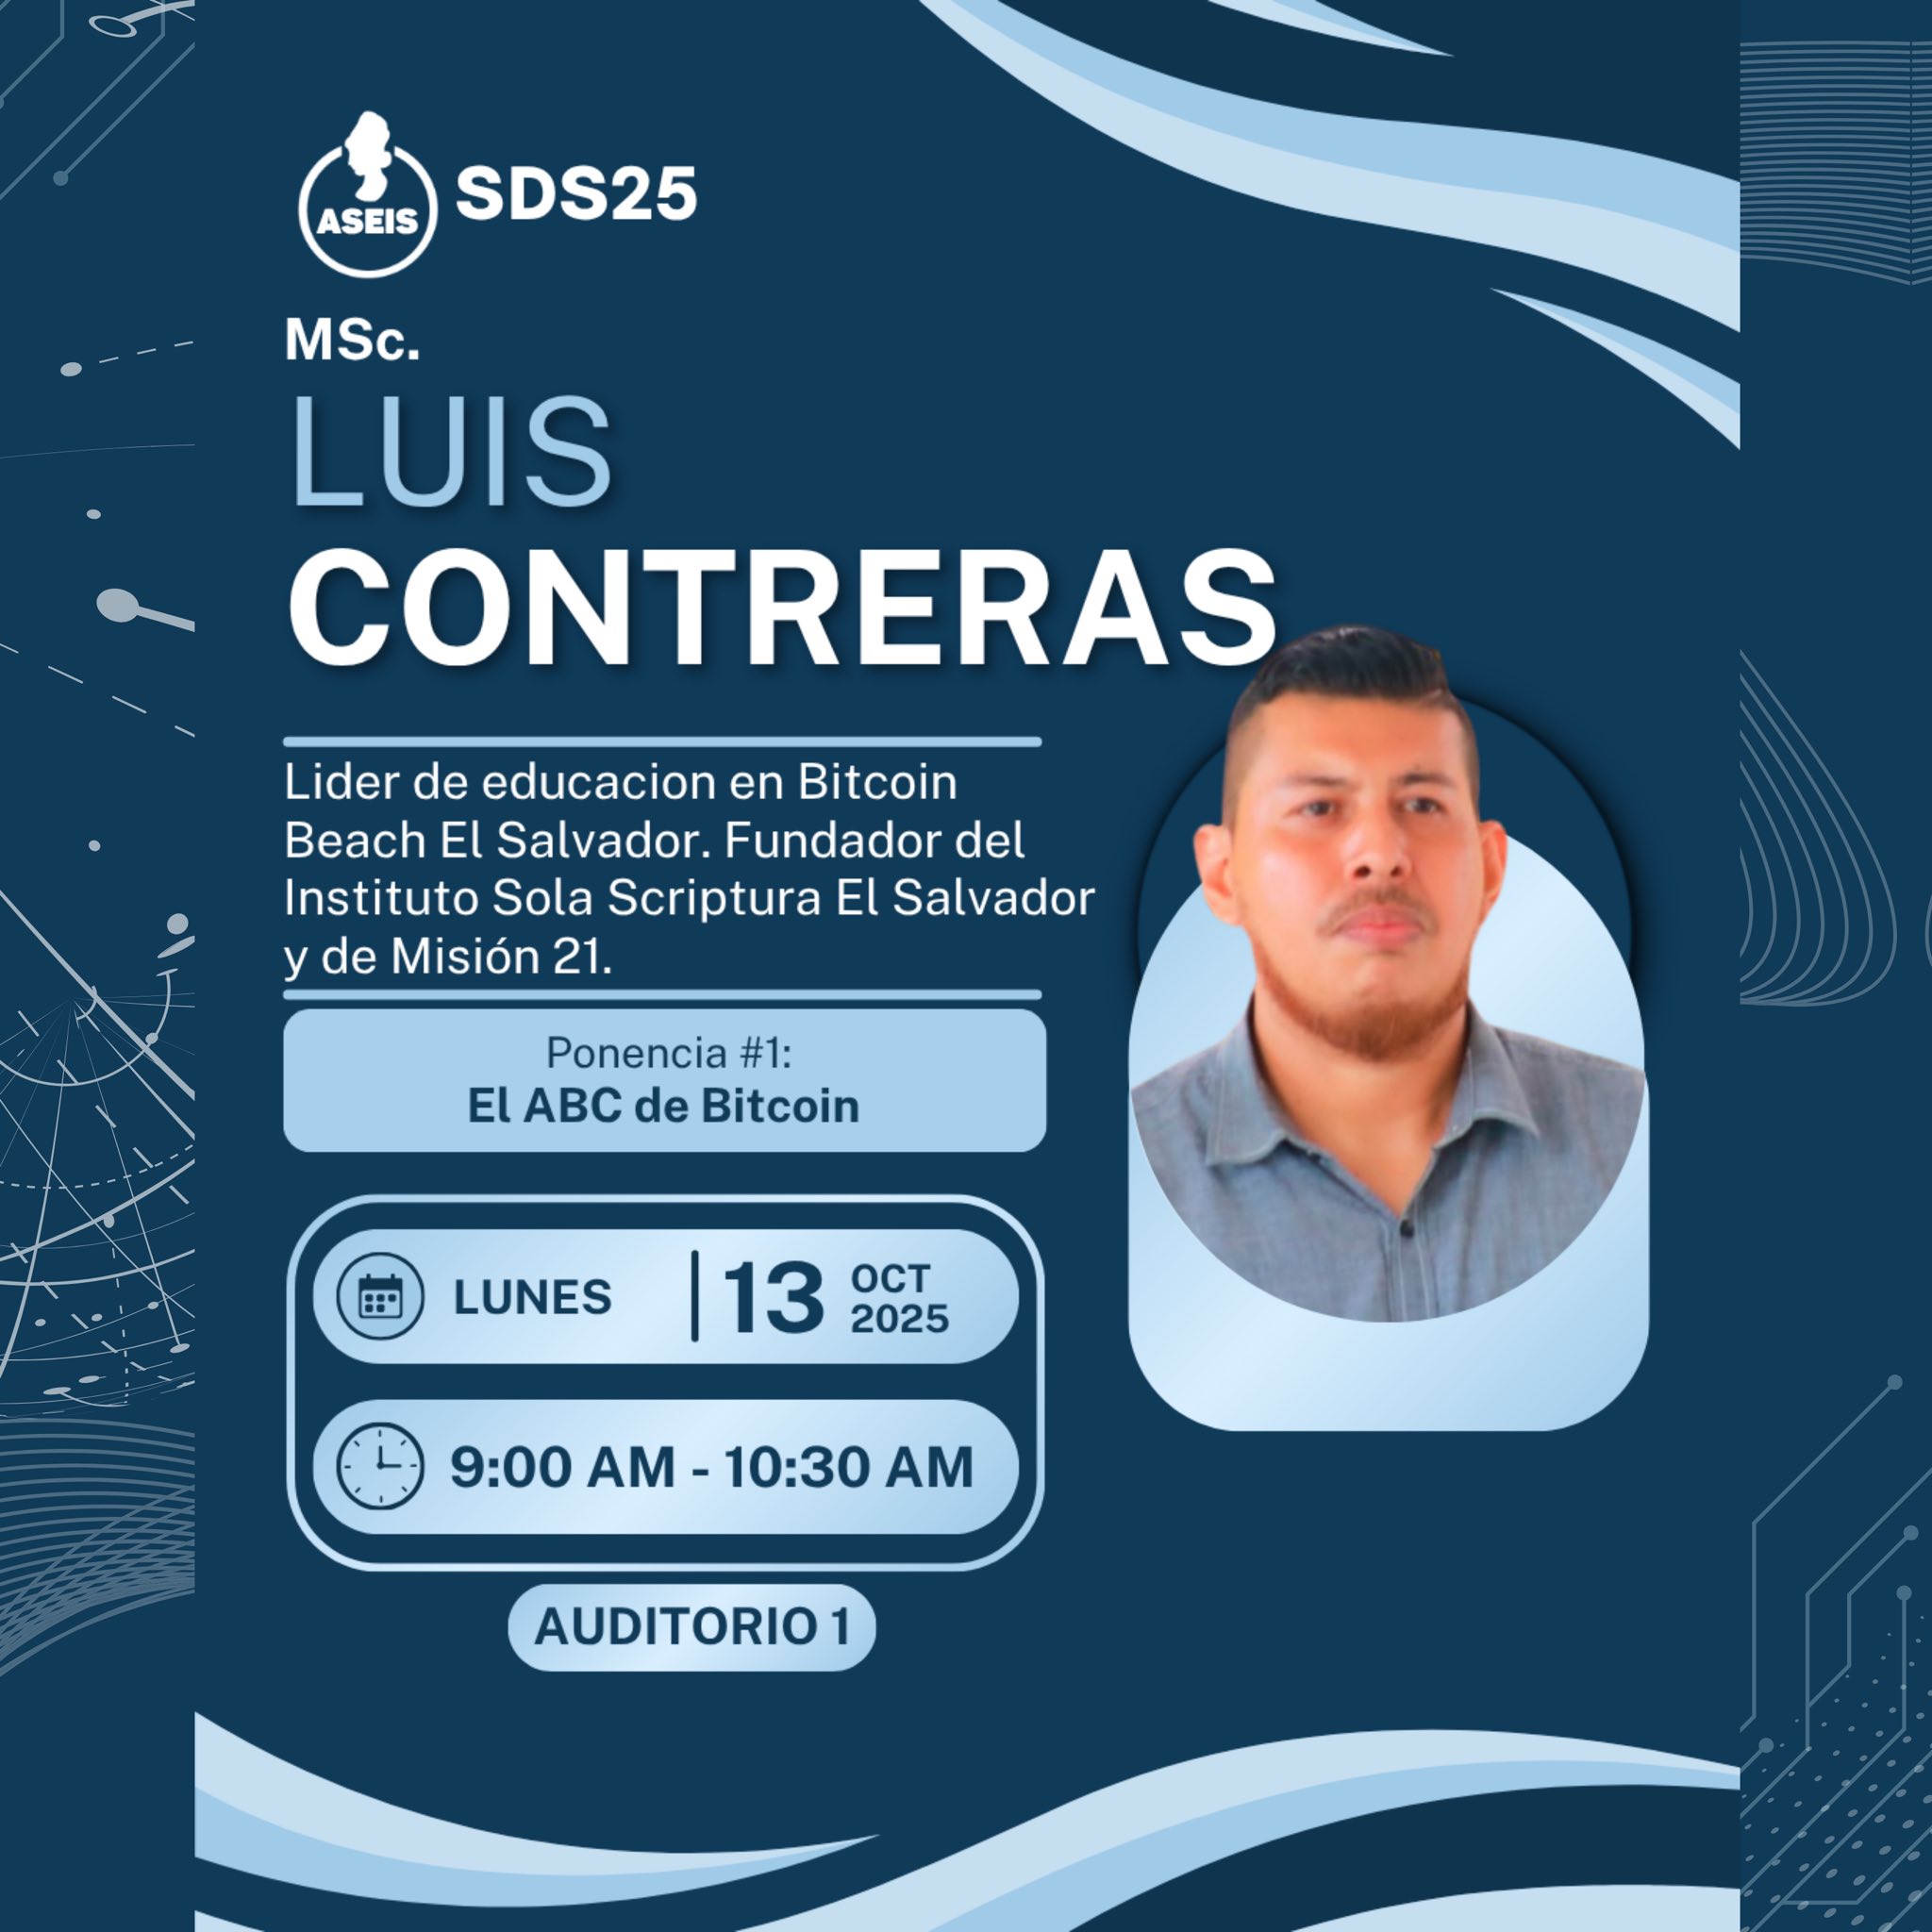 ASEIS
SDS25
MSc.
LUIS
CONTRERAS
Lider de educacion en Bitcoin
Beach El Salvador. Fundador del
Instituto Sola Scriptura El Salvador
y de Misión 21.
Ponencia #1:
El ABC de Bitcoin
LUNES
13
OCT
2025
9:00 AM - 10:30 AM
AUDITORIO 1